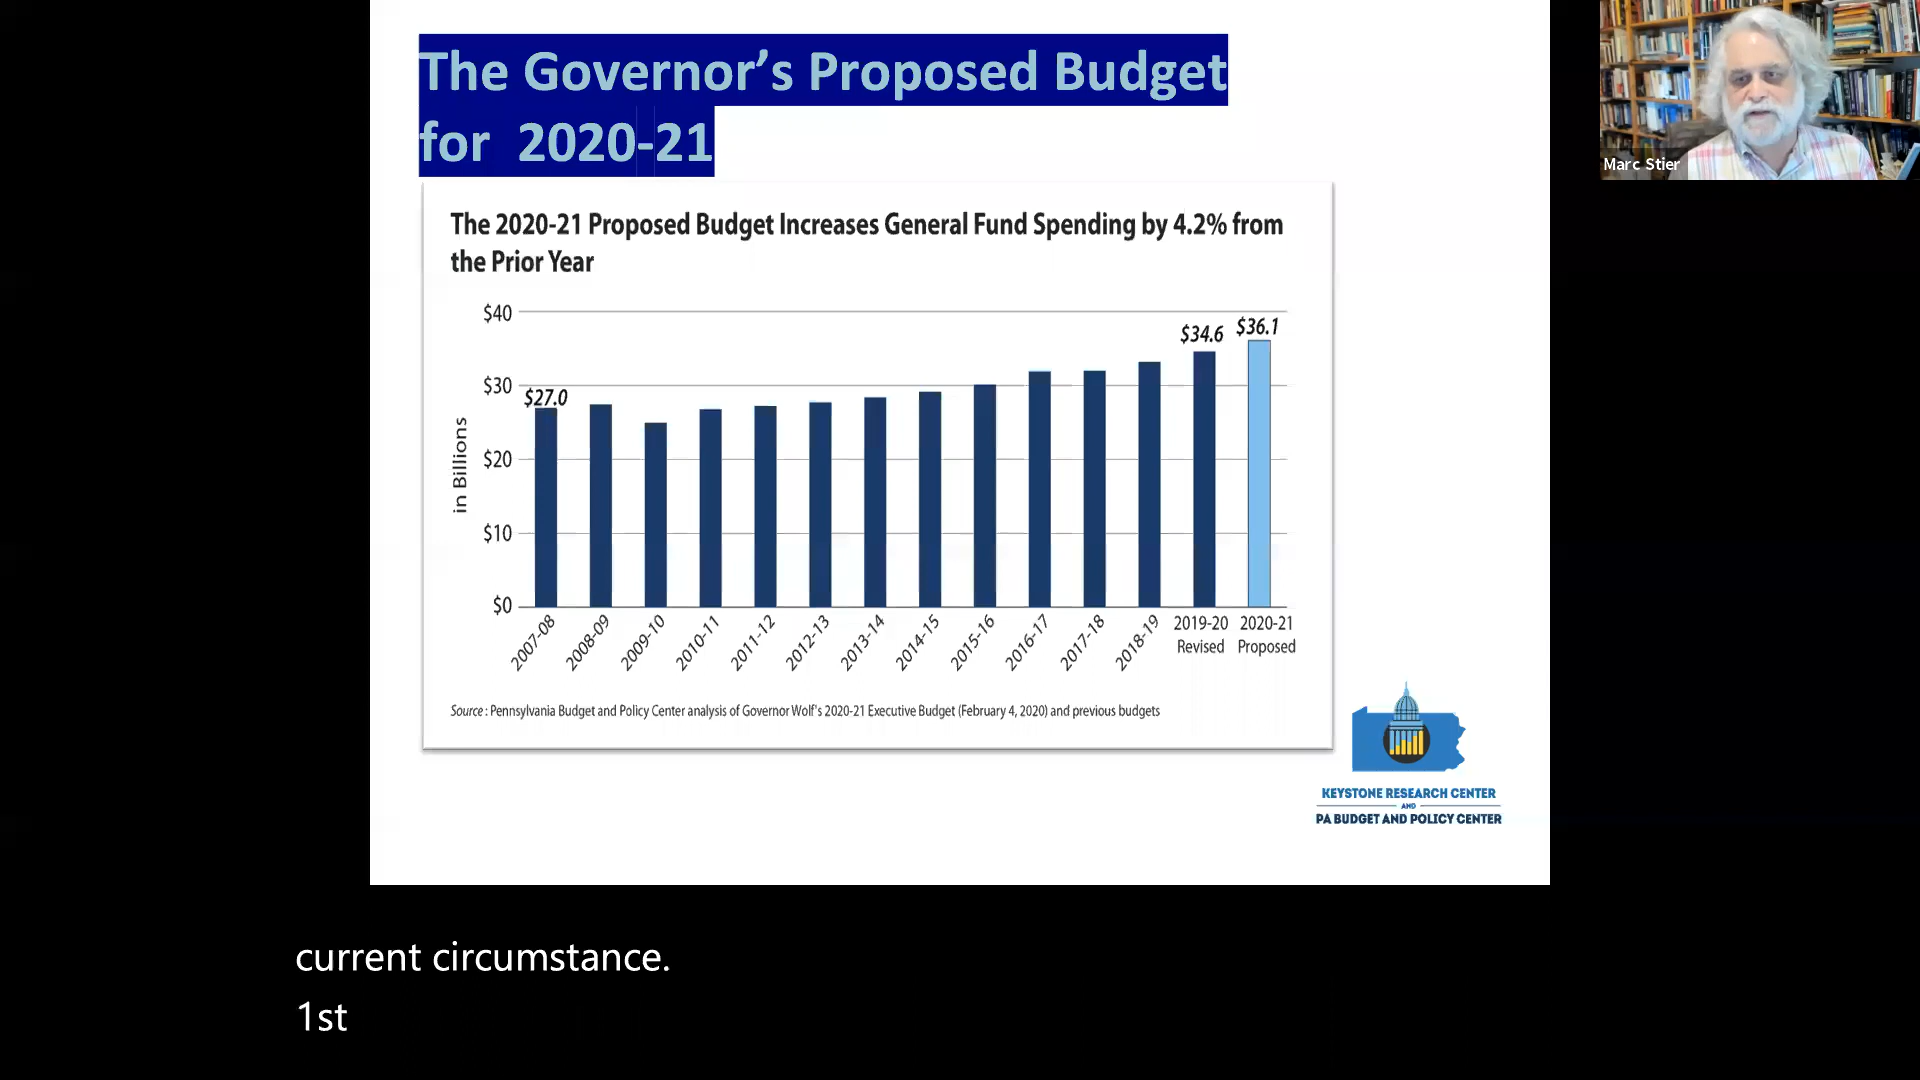 The Governor’s Proposed Budget
for  2020-21
Marc Stier
The 2020-21 Proposed Budget Increases General Fund Spending by 4.2% from
the Prior Year
$40
$30
$20
$10
$0
in Billions
$27.0
$34.6
$36.1
2007-08
2008-09
2009-10
2010-11
2011-12
2012-13
2013-14
2014-15
2015-16
2016-17
2017-18
2018-19
2019-20
Revised
2020-21
Proposed
Source: Pennsylvania Budget and Policy Center analysis of Governor Wolf's 2020-21 Executive Budget (February 4, 2020) and previous budgets
KEYSTONE RESEARCH CENTER
AND
PA BUDGET AND POLICY CENTER
current circumstance.
1st